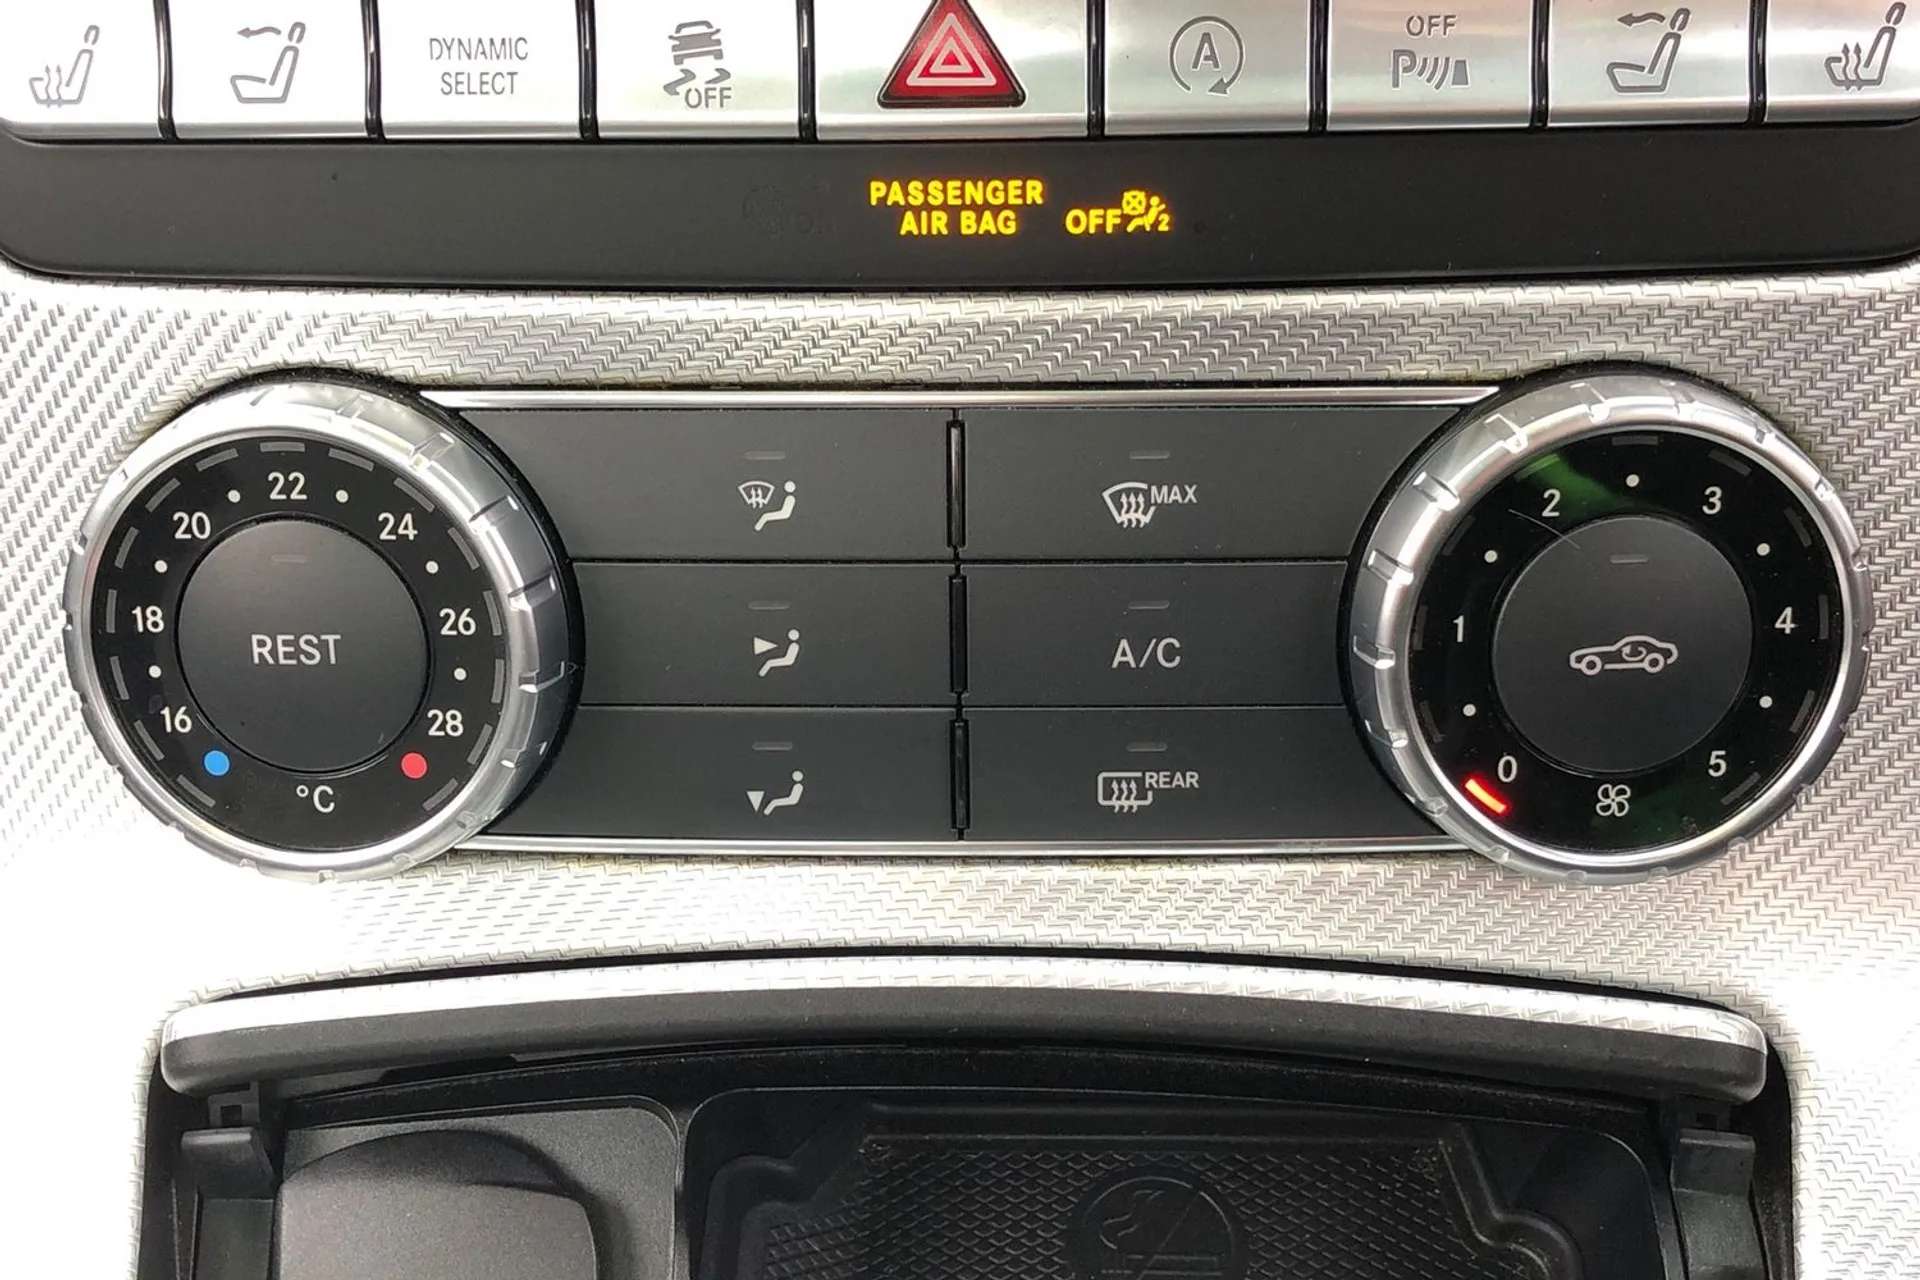 DYNAMIC
SELECT
OFF
A
OFF
P
PASSENGER
AIR BAG
OFF
2
16
18
20
22
24
26
28
°C
REST
MAX
A/C
REAR
0
1
2
3
4
5